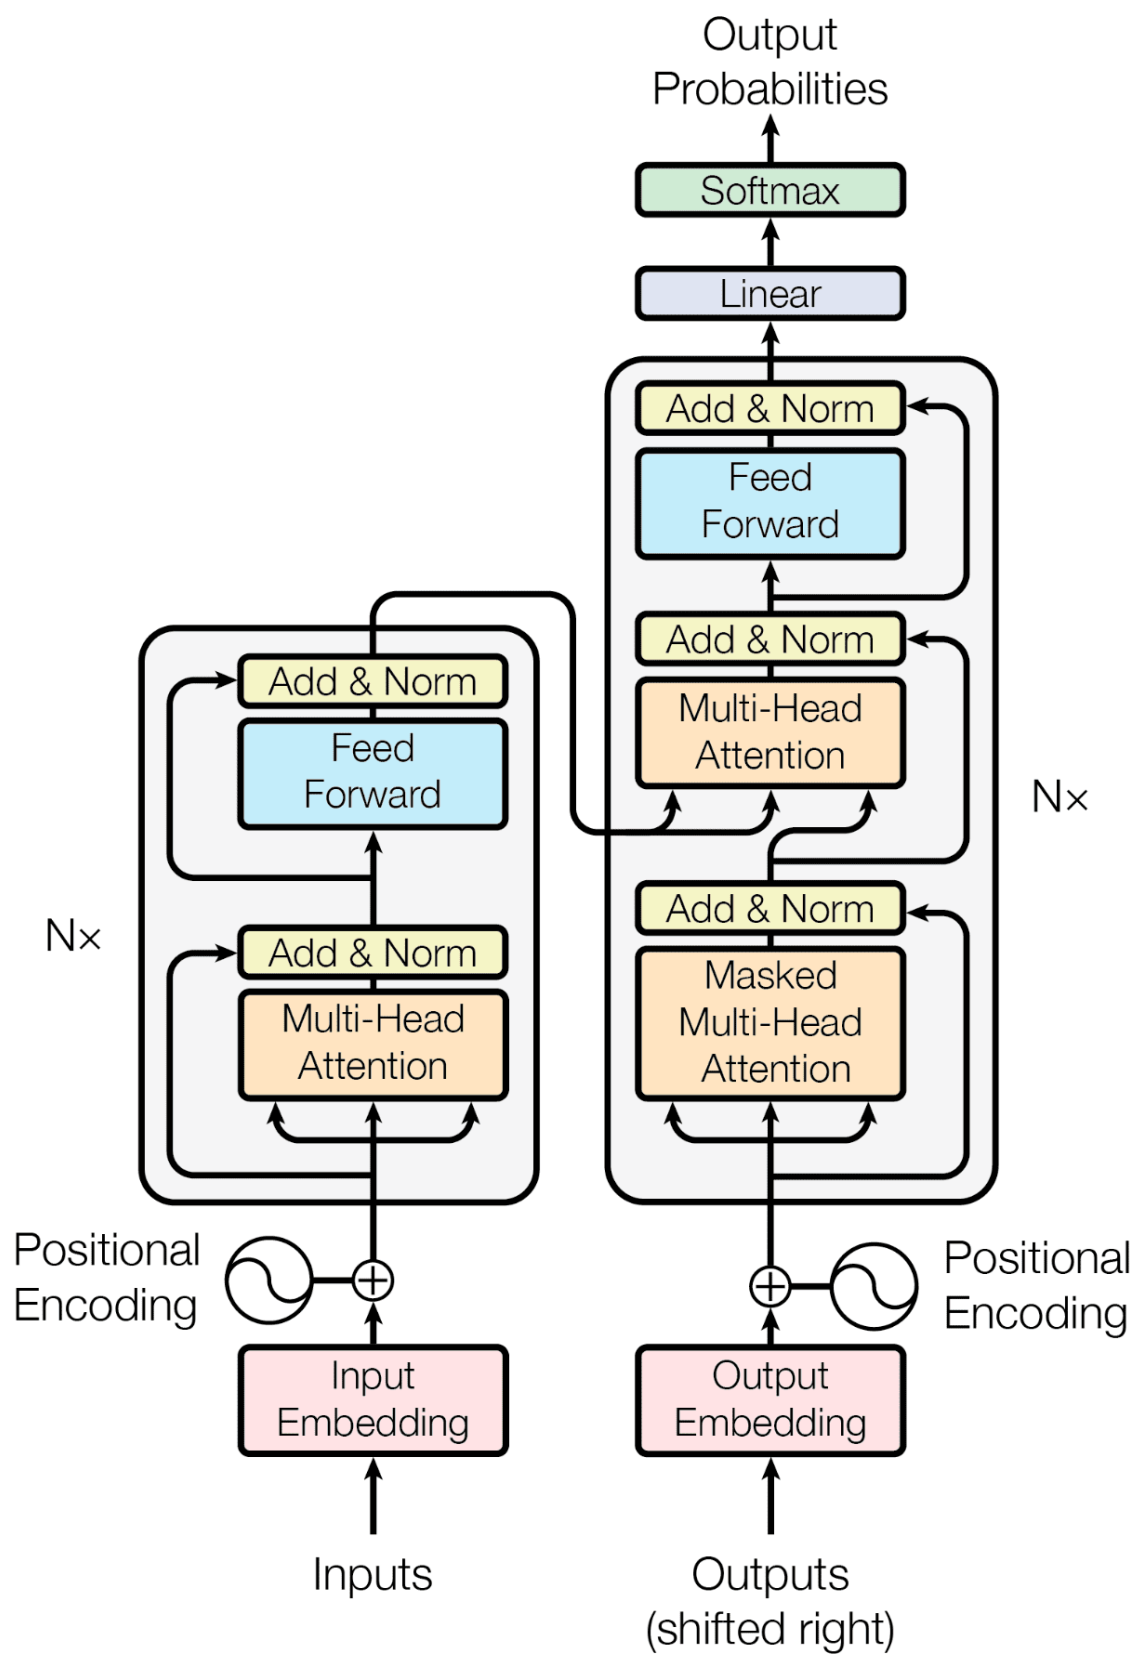 Output
Probabilities
Softmax
Linear
Add & Norm
Feed
Forward
Add & Norm
Multi-Head
Attention
Nx
Add & Norm
Masked
Multi-Head
Attention
Add & Norm
Feed
Forward
Nx
Add & Norm
Multi-Head
Attention
Positional
Encoding
Positional
Encoding
Input
Embedding
Output
Embedding
Inputs
Outputs
(shifted right)